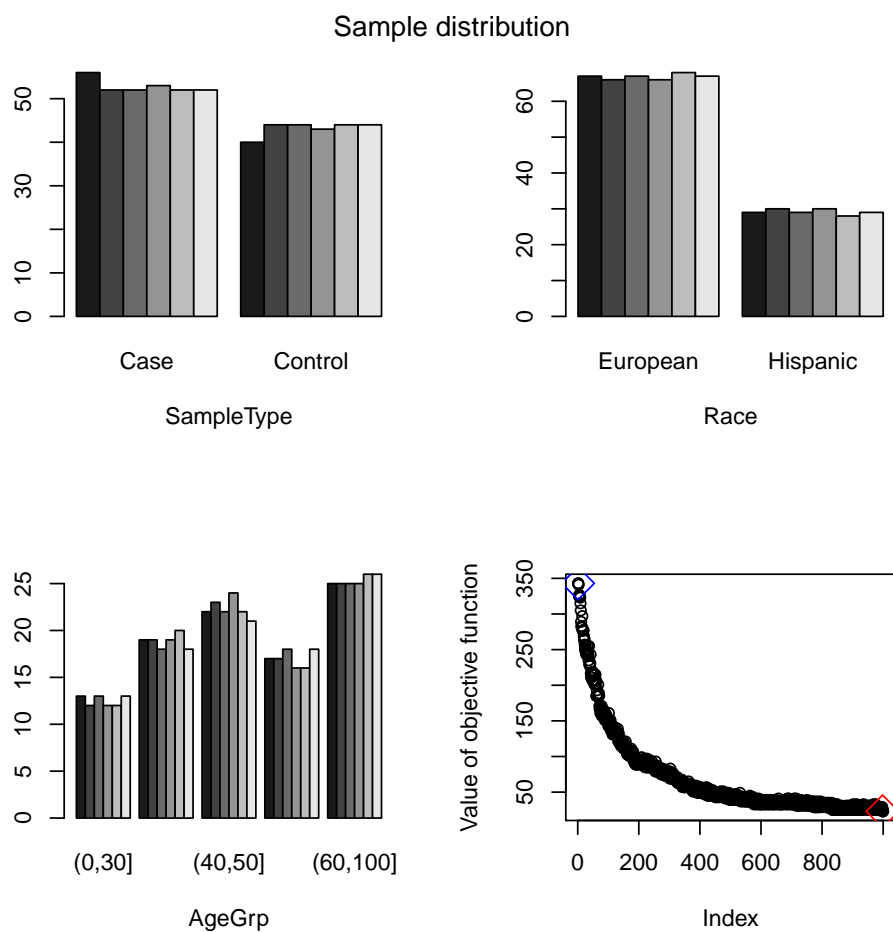 Sample distribution
50
30
10
0
Case Control
SampleType
60
40
20
0
European Hispanic
Race
25
20
15
10
5
0
(0,30] (40,50] (60,100]
AgeGrp
Value of objective function
350
250
150
50
0 200 400 600 800
Index